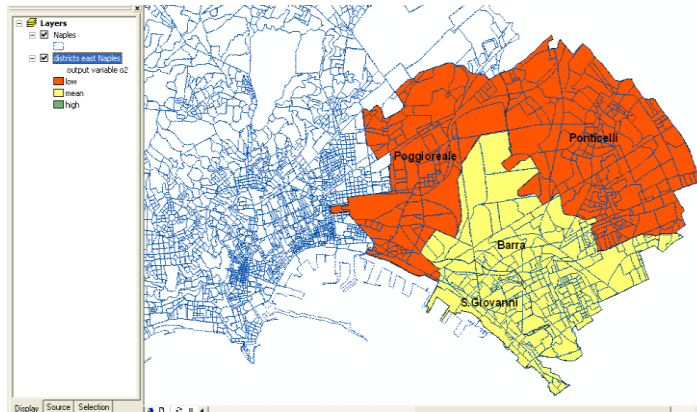 Layers
Naples
districts east Naples
output variable o2
low
mean
high
Display Source Selection
Poggioreale
Ponticelli
Barra
S.Giovanni